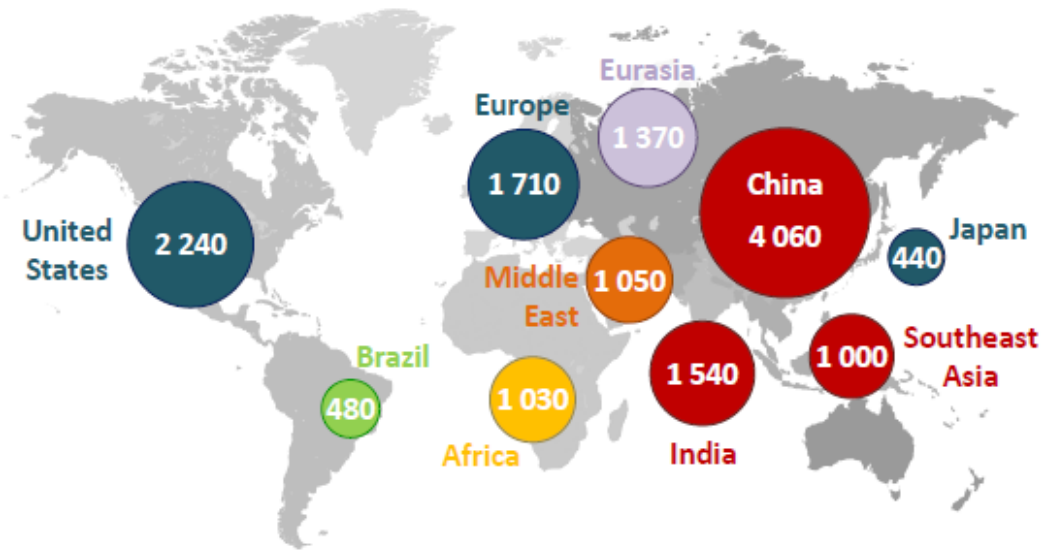 Eurasia
1 370
Europe
1 710
China
4 060
United
States
2 240
Japan
440
Middle
East
1 050
Southeast
Asia
1 000
Brazil
480
Africa
1 030
1 540
India